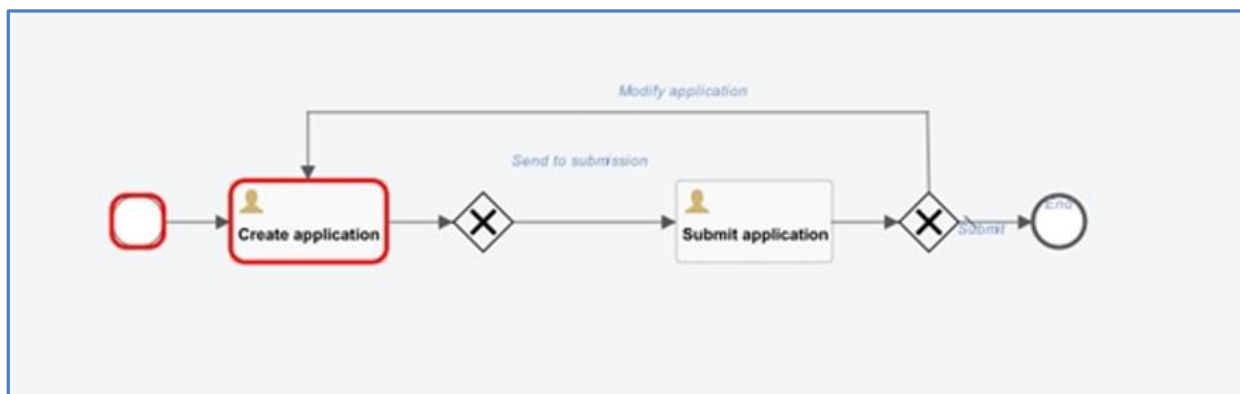 Modify application
Send to submission
Create application
Submit application
Submit
End